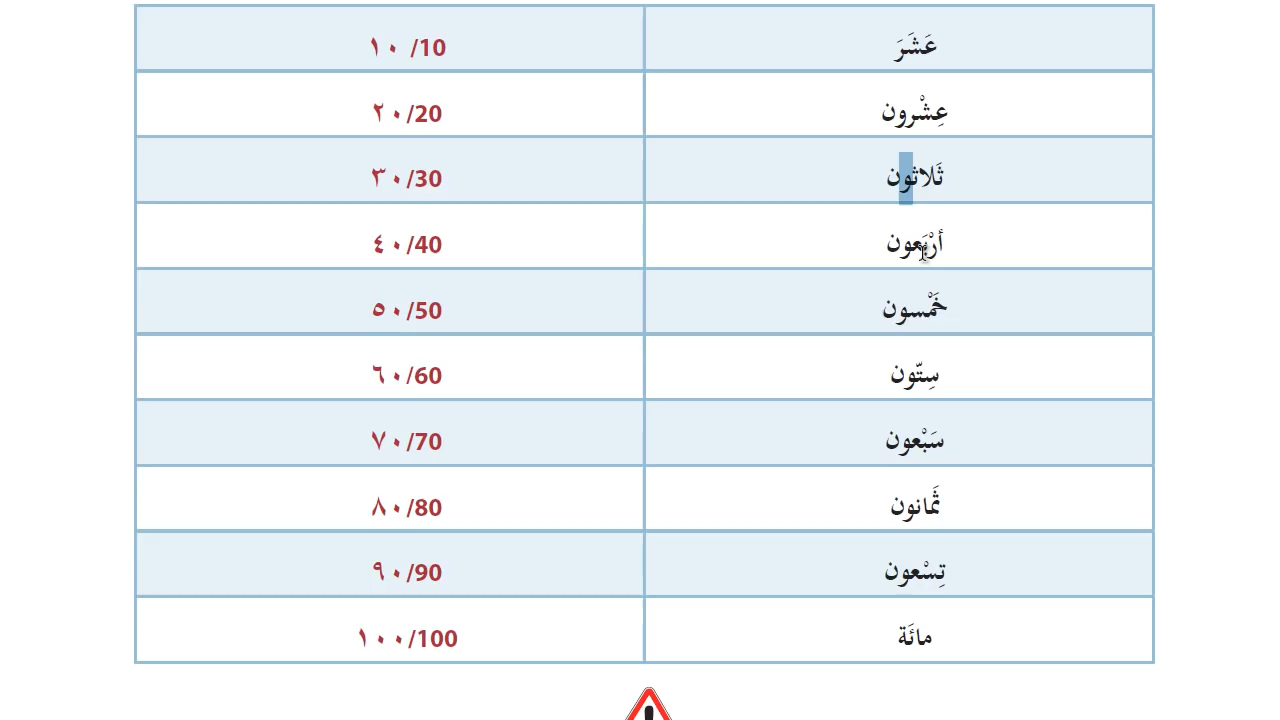 عَشَرَ ١٠ /10
عِشْرون ٢٠/20
ثَلاثون ٣٠/30
أرْبَعون ٤٠/40
خَمْسون ٥٠/50
سِتّون ٦٠/60
سَبْعون ٧٠/70
ثَمانون ٨٠/80
تِسْعون ٩٠/90
مائَة ١٠٠/100